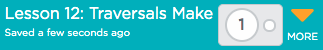 Lesson 12: Traversals Make
Saved a few seconds ago
1
MORE